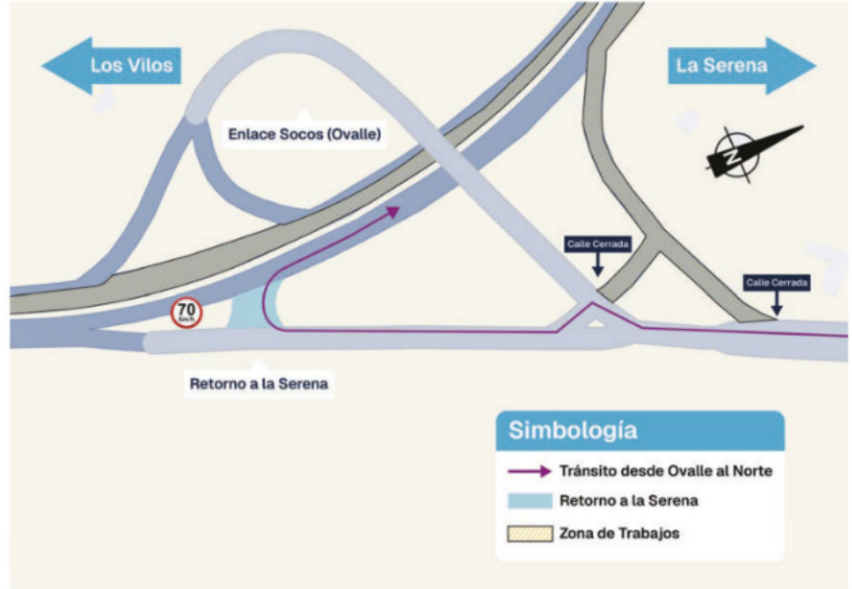 Los Vilos
La Serena
Enlace Socos (Ovalle)
N
Calle Cerrada
Calle Cerrada
70
Km/h
Retorno a la Serena
Simbología
Tránsito desde Ovalle al Norte
Retorno a la Serena
Zona de Trabajos